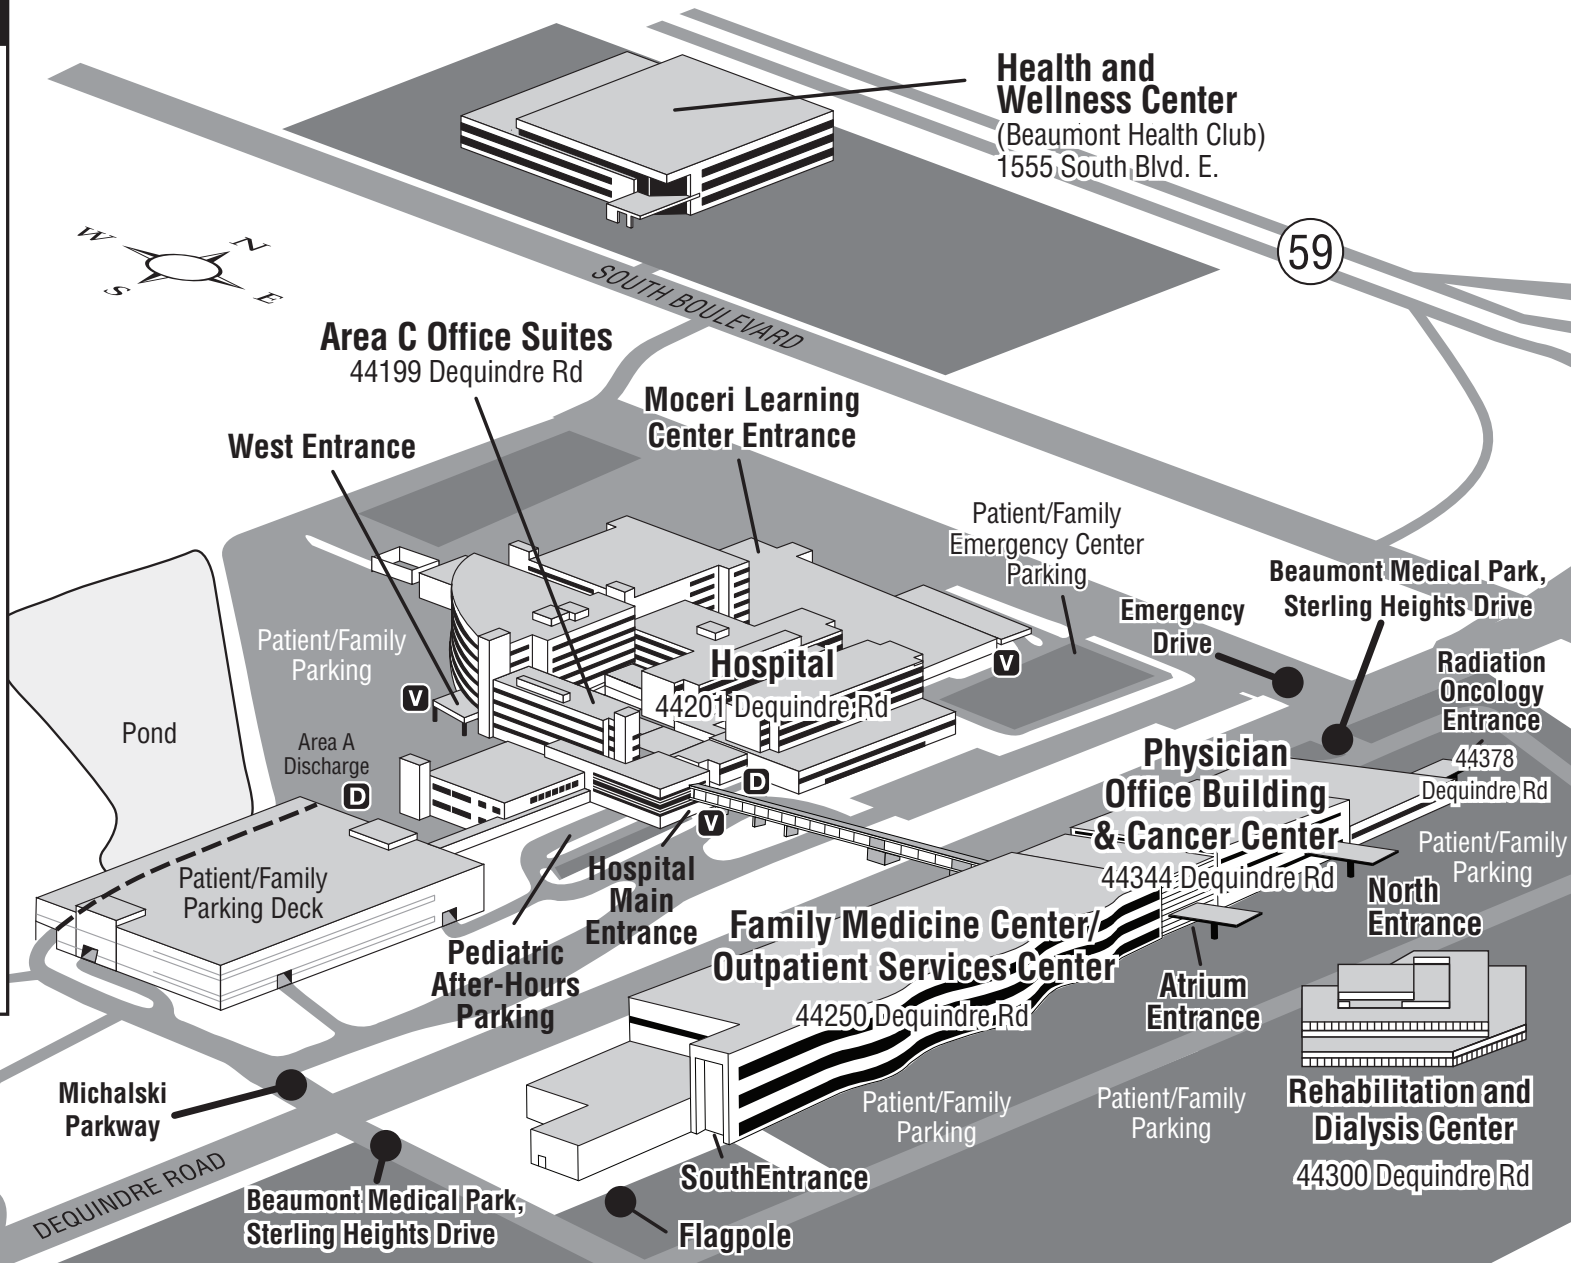 Health and
Wellness Center
(Beaumont Health Club)
1555 South Blvd. E.
59
W
N
S
E
SOUTH BOULEVARD
Area C Office Suites
44199 Dequindre Rd
Moceri Learning
Center Entrance
West Entrance
Patient/Family
Emergency Center
Parking
Beaumont Medical Park,
Sterling Heights Drive
Emergency
Drive
Radiation
Oncology
Entrance
44378
Dequindre Rd
Patient/Family
Parking
V
Hospital
44201 Dequindre Rd
V
Pond
Area A
Discharge
D
D
V
Physician
Office Building
& Cancer Center
44344 Dequindre Rd
Patient/Family
Parking
North
Entrance
Patient/Family
Parking Deck
Hospital
Main
Entrance
Pediatric
After-Hours
Parking
Family Medicine Center/
Outpatient Services Center
44250 Dequindre Rd
Atrium
Entrance
Michalski
Parkway
Patient/Family
Parking
Patient/Family
Parking
Rehabilitation and
Dialysis Center
44300 Dequindre Rd
DEQUINDRE ROAD
Beaumont Medical Park,
Sterling Heights Drive
SouthEntrance
Flagpole